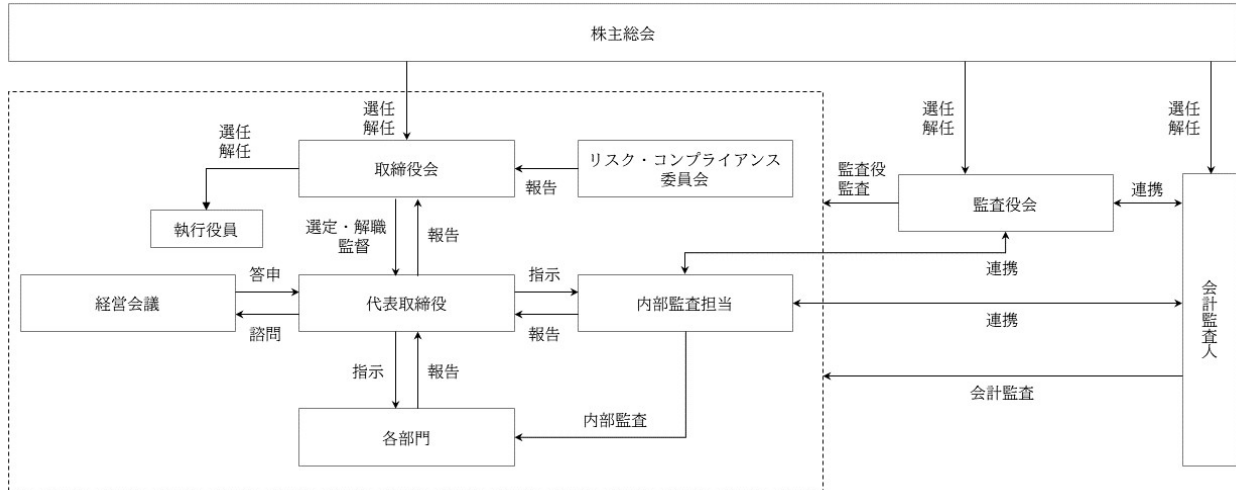 株主総会
選任
解任
選任
解任
選任
解任
選任
解任
取締役会
報告
リスク・コンプライアンス
委員会
監査役
監査
監査役会
連携
執行役員
選定・解職
監督
報告
連携
経営会議
答申
諮問
代表取締役
指示
報告
内部監査担当
連携
会計監査人
指示
報告
会計監査
各部門
内部監査